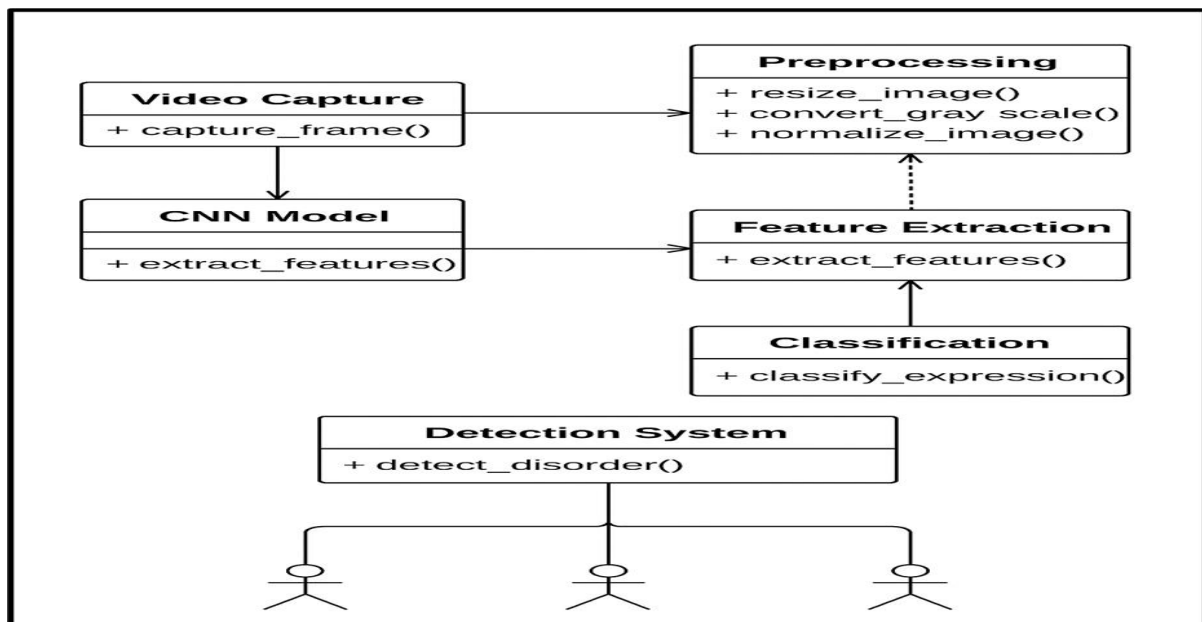 Video Capture
+ capture_frame()
Preprocessing
+ resize_image()
+ convert_gray scale()
+ normalize_image()
CNN Model
+ extract_features()
Feature Extraction
+ extract_features()
Classification
+ classify_expression()
Detection System
+ detect_disorder()